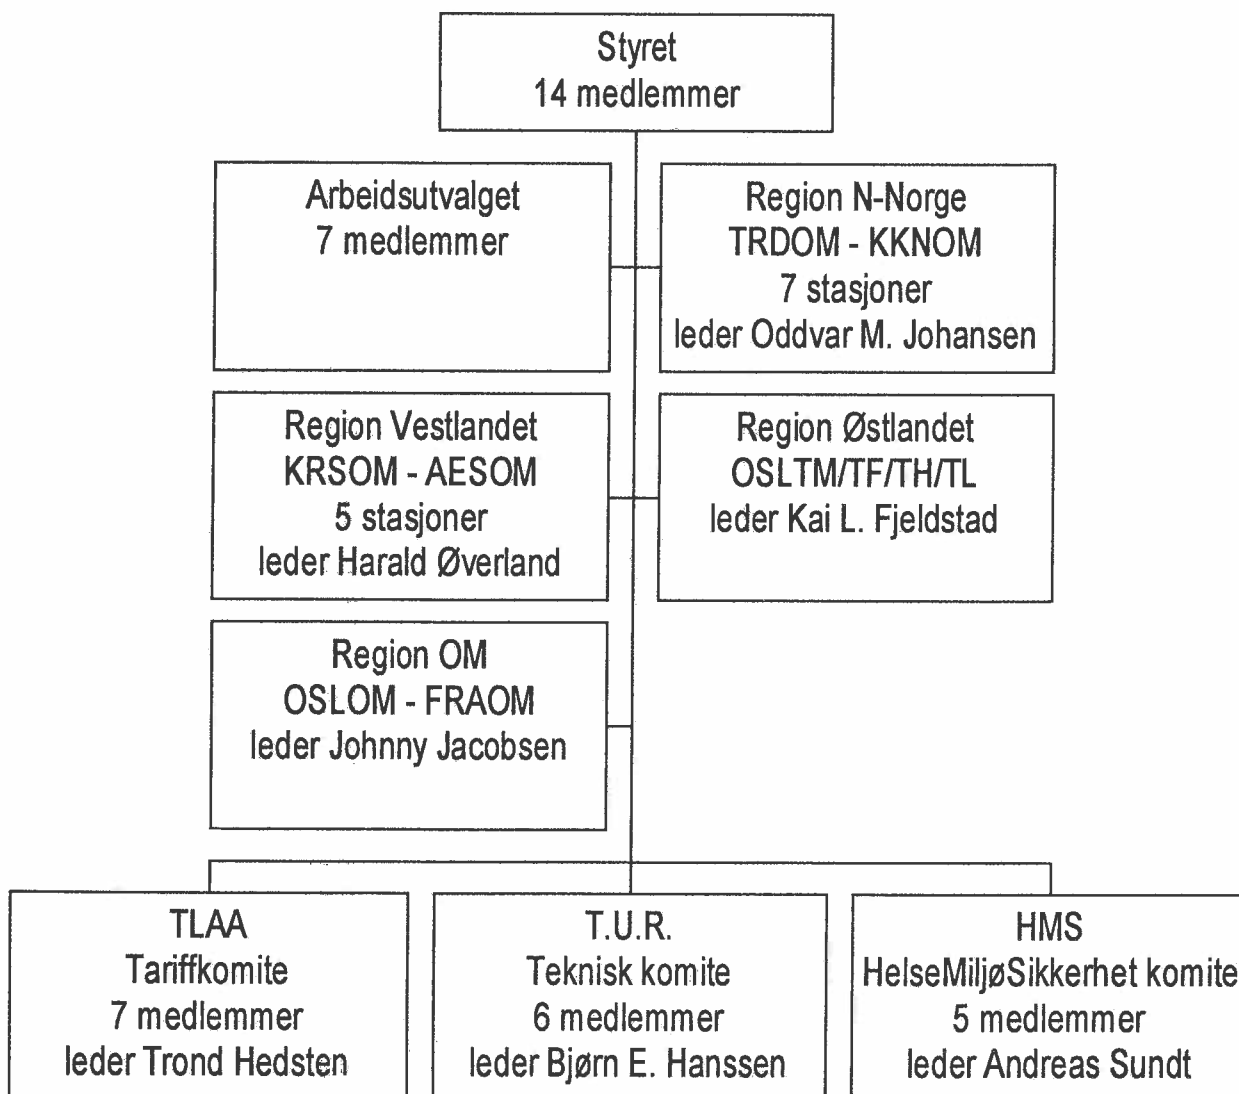 Styret
14 medlemmer
Arbeidsutvalget
7 medlemmer
Region N-Norge
TRDOM - KKNOM
7 stasjoner
leder Oddvar M. Johansen
Region Vestlandet
KRSOM - AESOM
5 stasjoner
leder Harald Øverland
Region Østlandet
OSLTM/TF/TH/TL
leder Kai L. Fjeldstad
Region OM
OSLOM - FRAOM
leder Johnny Jacobsen
TLAA
Tariffkomite
7 medlemmer
leder Trond Hedsten
T.U.R.
Teknisk komite
6 medlemmer
leder Bjørn E. Hanssen
HMS
HelseMiljøSikkerhet komite
5 medlemmer
leder Andreas Sundt